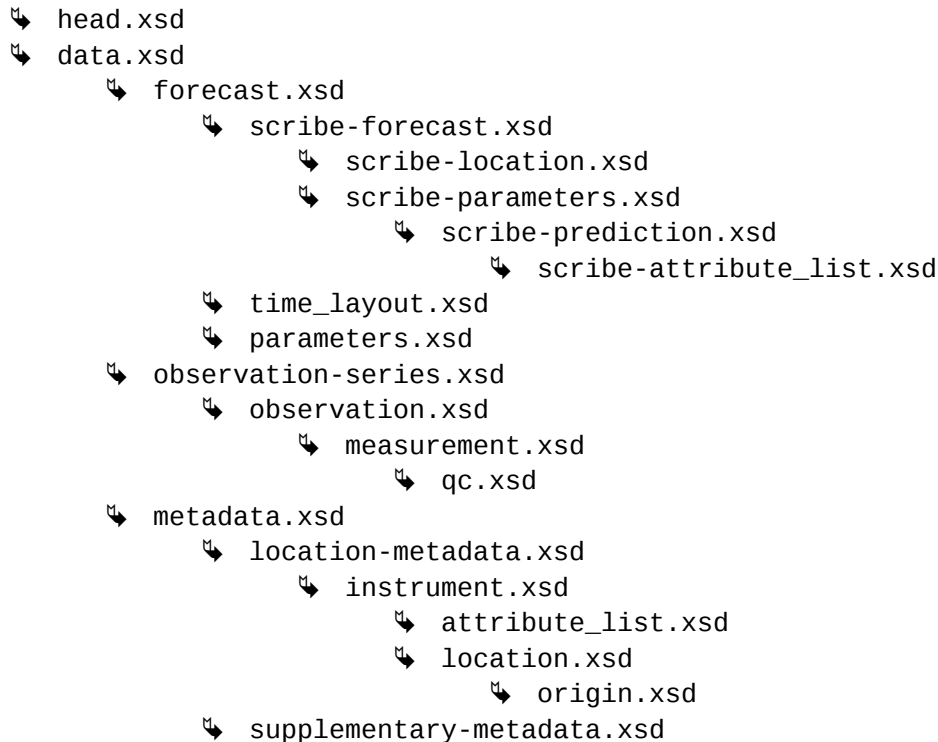 head.xsd
data.xsd
forecast.xsd
scribe-forecast.xsd
scribe-location.xsd
scribe-parameters.xsd
scribe-prediction.xsd
scribe-attribute_list.xsd
time_layout.xsd
parameters.xsd
observation-series.xsd
observation.xsd
measurement.xsd
qc.xsd
metadata.xsd
location-metadata.xsd
instrument.xsd
attribute_list.xsd
location.xsd
origin.xsd
supplementary-metadata.xsd